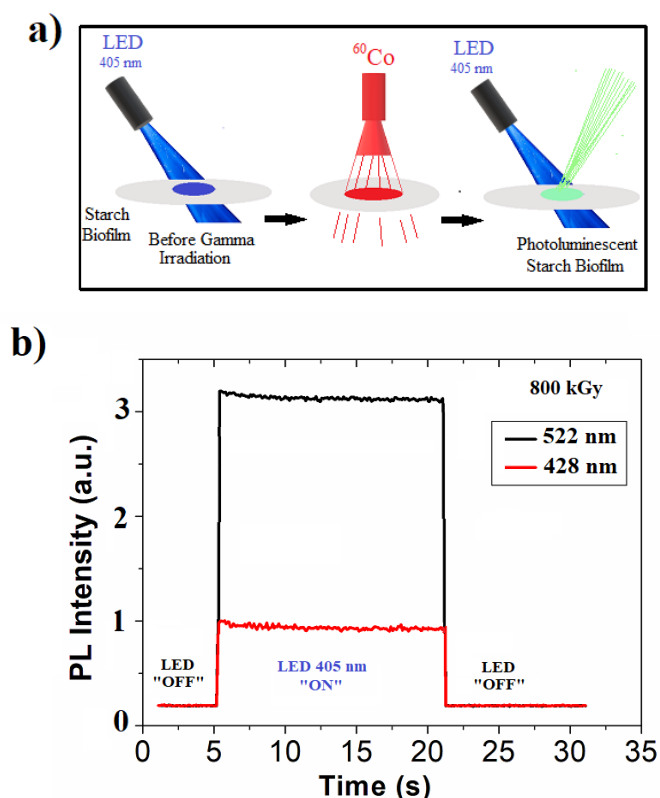 a)
LED
405 nm
Starch
Biofilm
Before Gamma
Irradiation
60Co
LED
405 nm
Photoluminescent
Starch Biofilm
b)
PL Intensity (a.u.)
3
2
1
0
800 kGy
522 nm
428 nm
LED
"OFF"
LED 405 nm
"ON"
LED
"OFF"
0 5 10 15 20 25 30 35
Time (s)